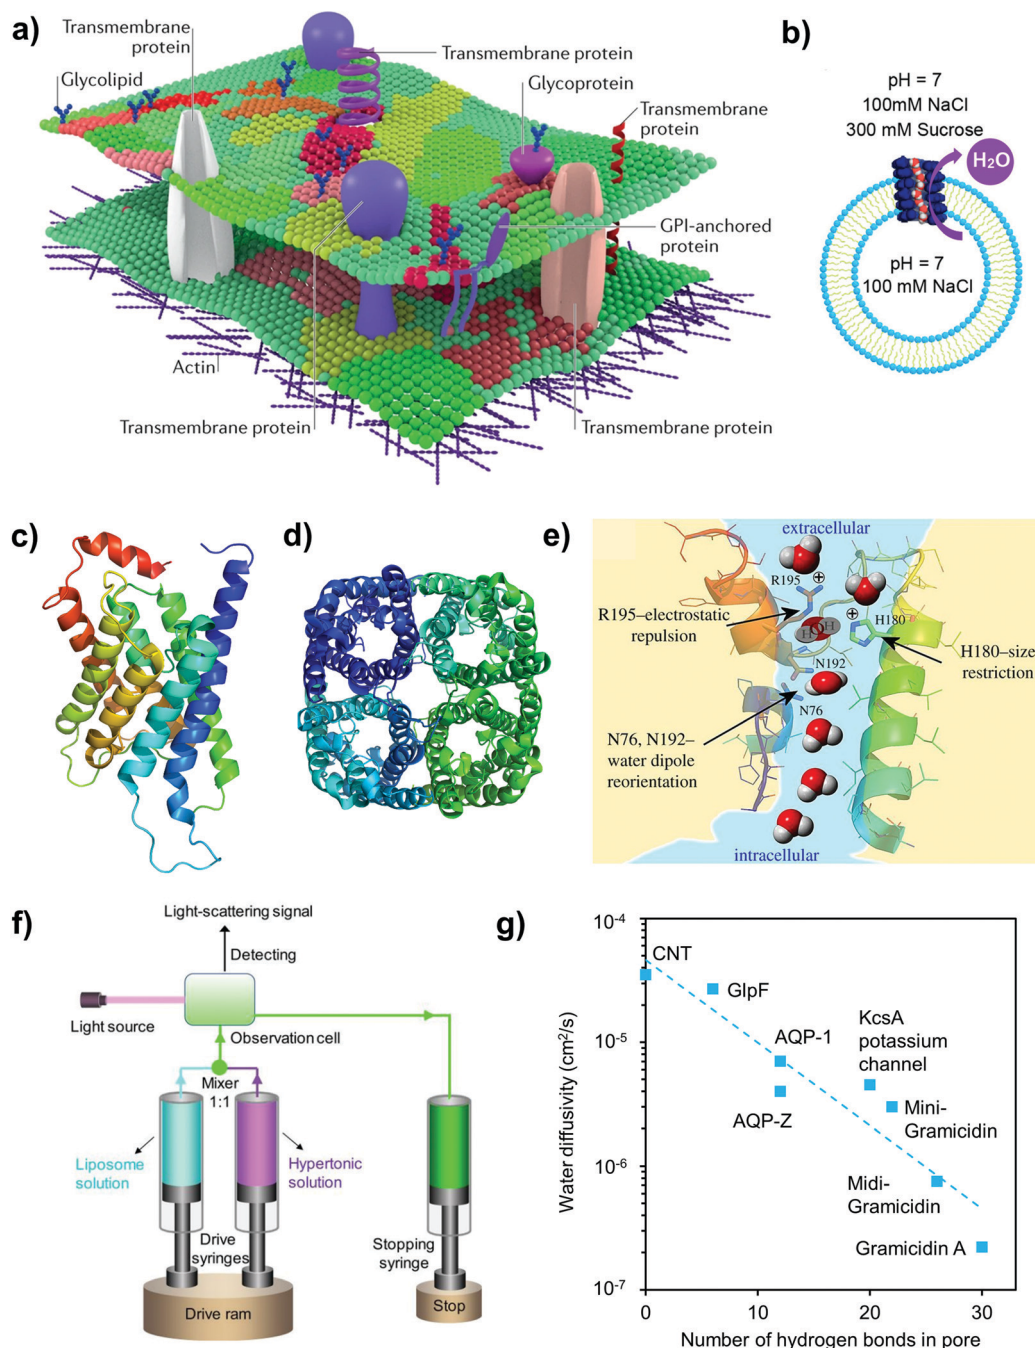 a)
Transmembrane
protein
Glycolipid
Transmembrane protein
Glycoprotein
Transmembrane
protein
GPI-anchored
protein
Actin
Transmembrane protein
Transmembrane protein
b)
pH = 7
100mM NaCl
300 mM Sucrose
H₂O
pH = 7
100 mM NaCl
c)
d)
e)
extracellular
R195
+
R195–electrostatic
repulsion
H O H
+
H180
H180–size
restriction
N192
N76
N76, N192–
water dipole
reorientation
intracellular
f)
Light-scattering signal
Detecting
Light source
Observation cell
Mixer
1:1
Liposome
solution
Hypertonic
solution
Drive
syringes
Stopping
syringe
Drive ram
Stop
g)
Water diffusivity (cm²/s)
10⁻⁴
10⁻⁵
10⁻⁶
10⁻⁷
CNT
GlpF
AQP-1
AQP-Z
KcsA
potassium
channel
Mini-
Gramicidin
Midi-
Gramicidin
Gramicidin A
0 10 20 30
Number of hydrogen bonds in pore